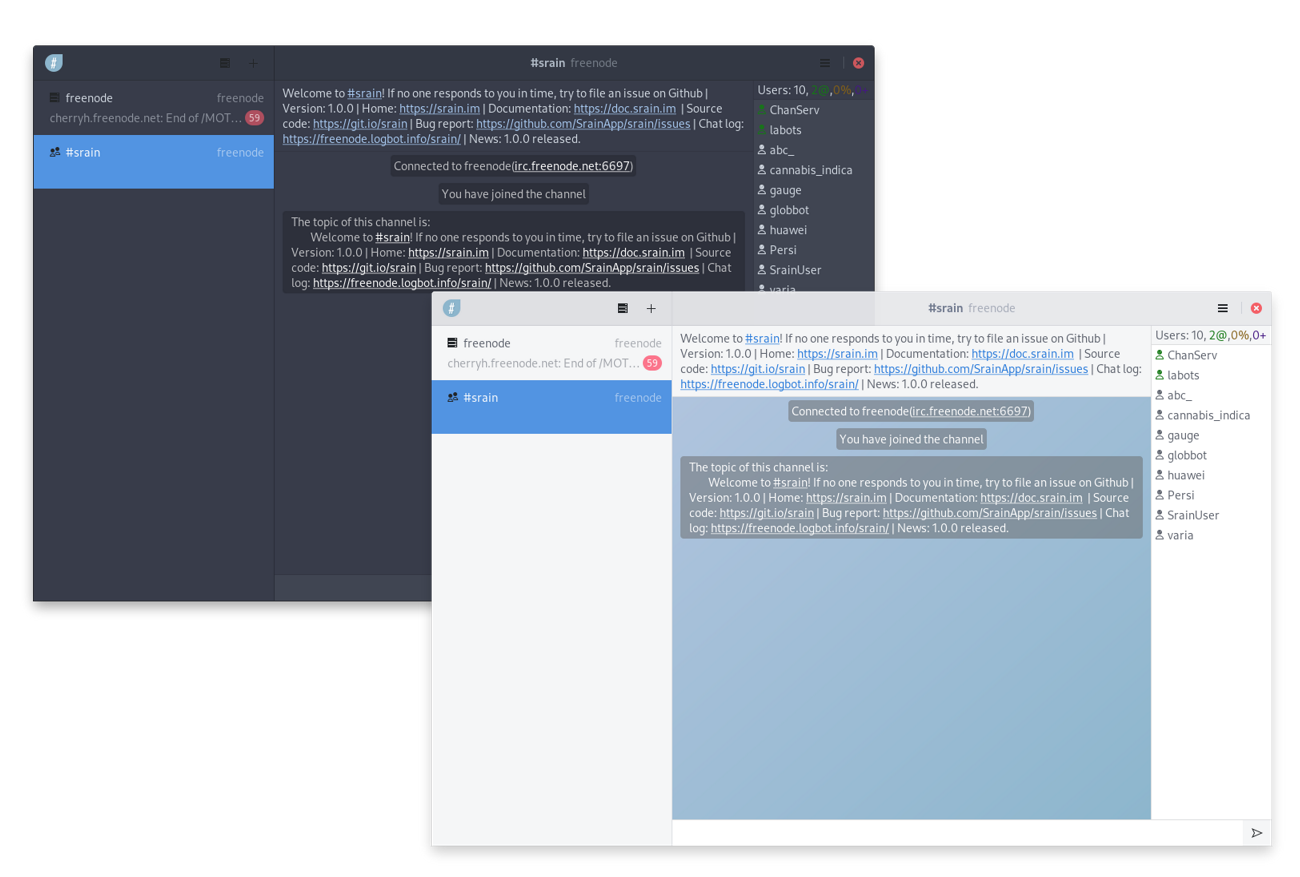 #
#srain freenode
freenode freenode
cherryh.freenode.net: End of /MOT... 59
#srain freenode
Welcome to #srain! If no one responds to you in time, try to file an issue on Github |
Version: 1.0.0 | Home: https://srain.im | Documentation: https://doc.srain.im | Source
code: https://git.io/srain | Bug report: https://github.com/SrainApp/srain/issues | Chat log:
https://freenode.logbot.info/srain/ | News: 1.0.0 released.
Connected to freenode(irc.freenode.net:6697)
You have joined the channel
The topic of this channel is:
Welcome to #srain! If no one responds to you in time, try to file an issue on Github |
Version: 1.0.0 | Home: https://srain.im | Documentation: https://doc.srain.im | Source
code: https://git.io/srain | Bug report: https://github.com/SrainApp/srain/issues | Chat
log: https://freenode.logbot.info/srain/ | News: 1.0.0 released.
Users: 10, 2@,0%,0+
ChanServ
labots
abc_
cannabis_indica
gauge
globbot
huawei
Persi
SrainUser
varia
#
#srain freenode
freenode freenode
cherryh.freenode.net: End of /MOT... 59
#srain freenode
Welcome to #srain! If no one responds to you in time, try to file an issue on Github |
Version: 1.0.0 | Home: https://srain.im | Documentation: https://doc.srain.im | Source
code: https://git.io/srain | Bug report: https://github.com/SrainApp/srain/issues | Chat log:
https://freenode.logbot.info/srain/ | News: 1.0.0 released.
Connected to freenode(irc.freenode.net:6697)
You have joined the channel
The topic of this channel is:
Welcome to #srain! If no one responds to you in time, try to file an issue on Github |
Version: 1.0.0 | Home: https://srain.im | Documentation: https://doc.srain.im | Source
code: https://git.io/srain | Bug report: https://github.com/SrainApp/srain/issues | Chat
log: https://freenode.logbot.info/srain/ | News: 1.0.0 released.
Users: 10, 2@,0%,0+
ChanServ
labots
abc_
cannabis_indica
gauge
globbot
huawei
Persi
SrainUser
varia